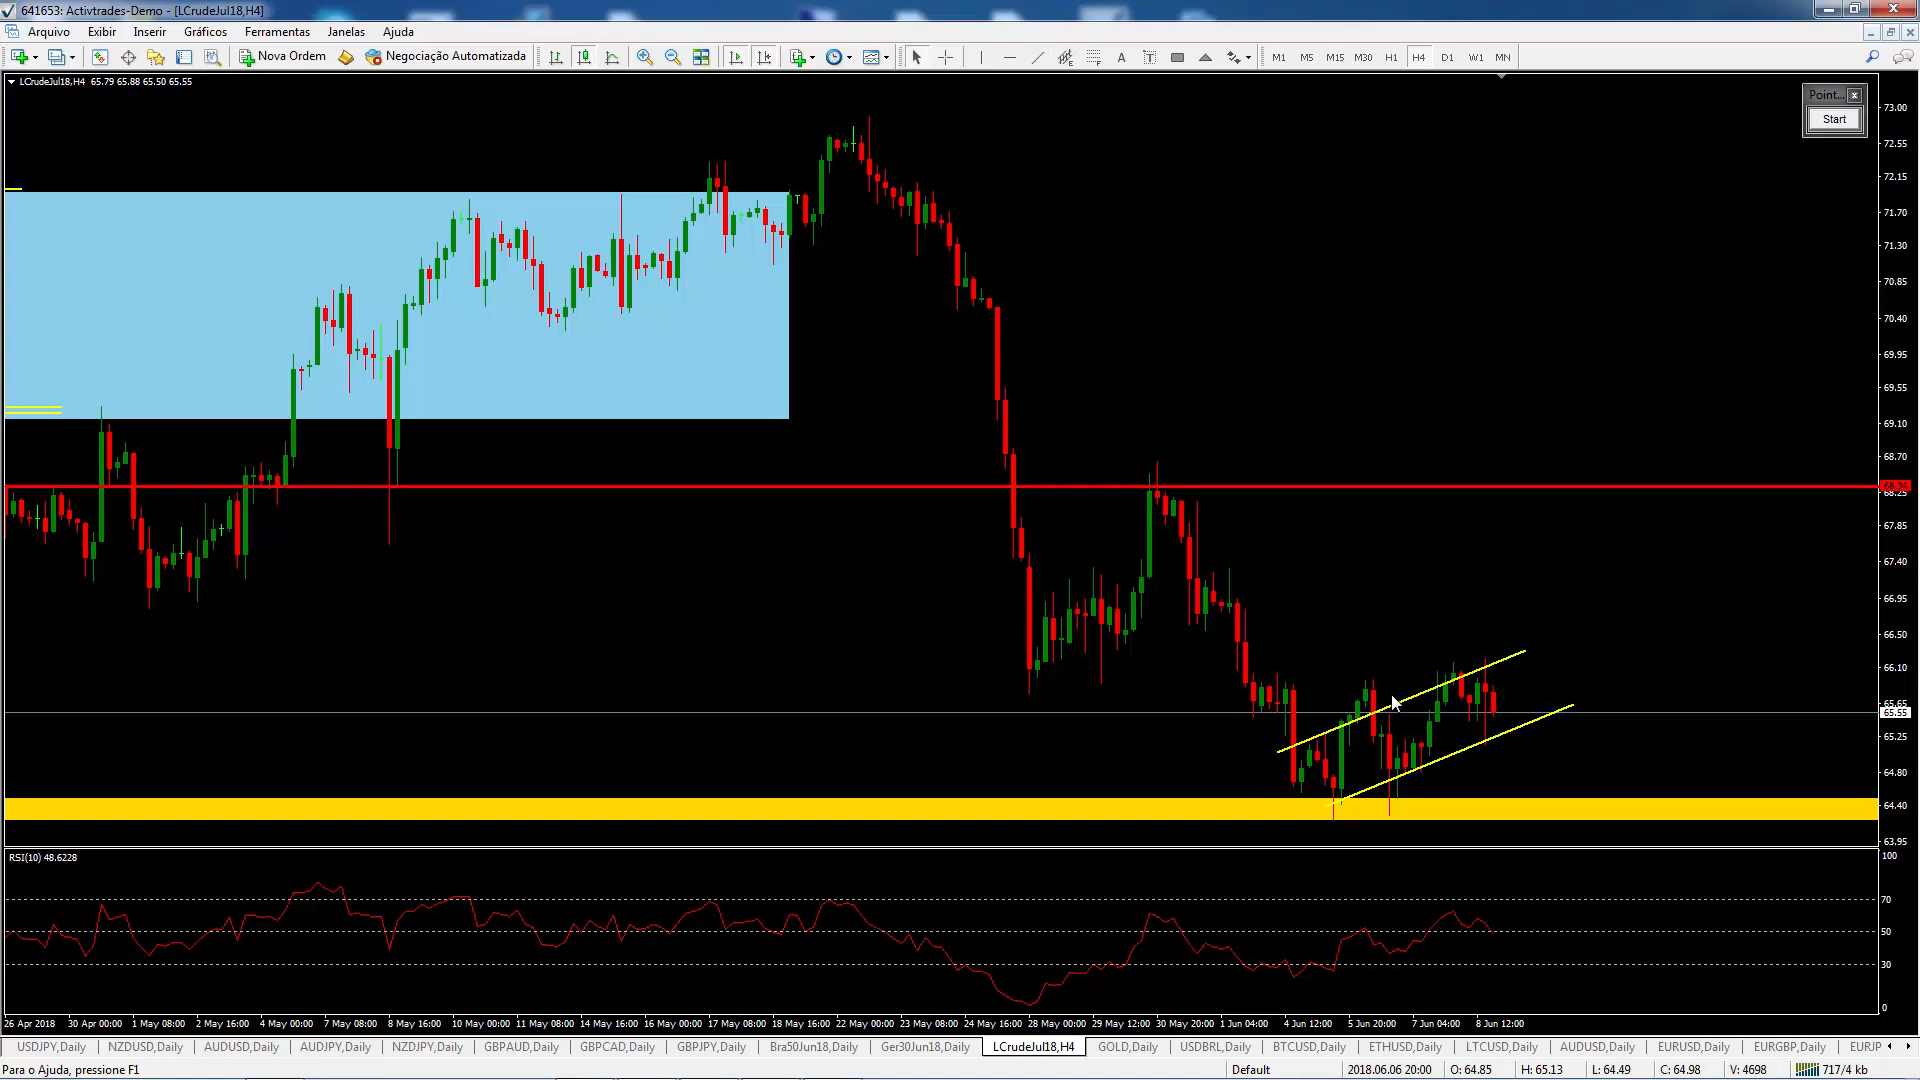 641653: Activtrades-Demo - [LCrudeJul18,H4]
Arquivo Exibir Inserir Gráficos Ferramentas Janelas Ajuda
Nova Ordem Negociação Automatizada A T M1 M5 M15 M30 H1 H4 D1 W1 MN
LCrudeJul18,H4 65.79 65.88 65.50 65.55
Point... x
Start
73.00
72.55
72.15
71.70
71.30
70.85
70.40
69.95
69.55
69.10
68.70
68.34
68.25
67.85
67.40
66.95
66.50
66.10
65.65
65.55
65.25
64.80
64.40
63.95
RSI(10) 48.6228
100
70
50
30
0
26 Apr 2018 30 Apr 00:00 1 May 08:00 2 May 16:00 4 May 00:00 7 May 08:00 8 May 16:00 10 May 00:00 11 May 08:00 14 May 16:00 16 May 00:00 17 May 08:00 18 May 16:00 22 May 00:00 23 May 08:00 24 May 16:00 28 May 00:00 29 May 12:00 30 May 20:00 1 Jun 04:00 4 Jun 12:00 5 Jun 20:00 7 Jun 04:00 8 Jun 12:00
USDJPY,Daily NZDUSD,Daily AUDUSD,Daily AUDJPY,Daily NZDJPY,Daily GBPAUD,Daily GBPCAD,Daily GBPJPY,Daily Bra50Jun18,Daily Ger30Jun18,Daily LCrudeJul18,H4 GOLD,Daily USDBRL,Daily BTCUSD,Daily ETHUSD,Daily LTCUSD,Daily AUDUSD,Daily EURUSD,Daily EURGBP,Daily EURJP
Para o Ajuda, pressione F1 Default 2018.06.06 20:00 O: 64.85 H: 65.13 L: 64.49 C: 64.98 V: 4698 717/4 kb